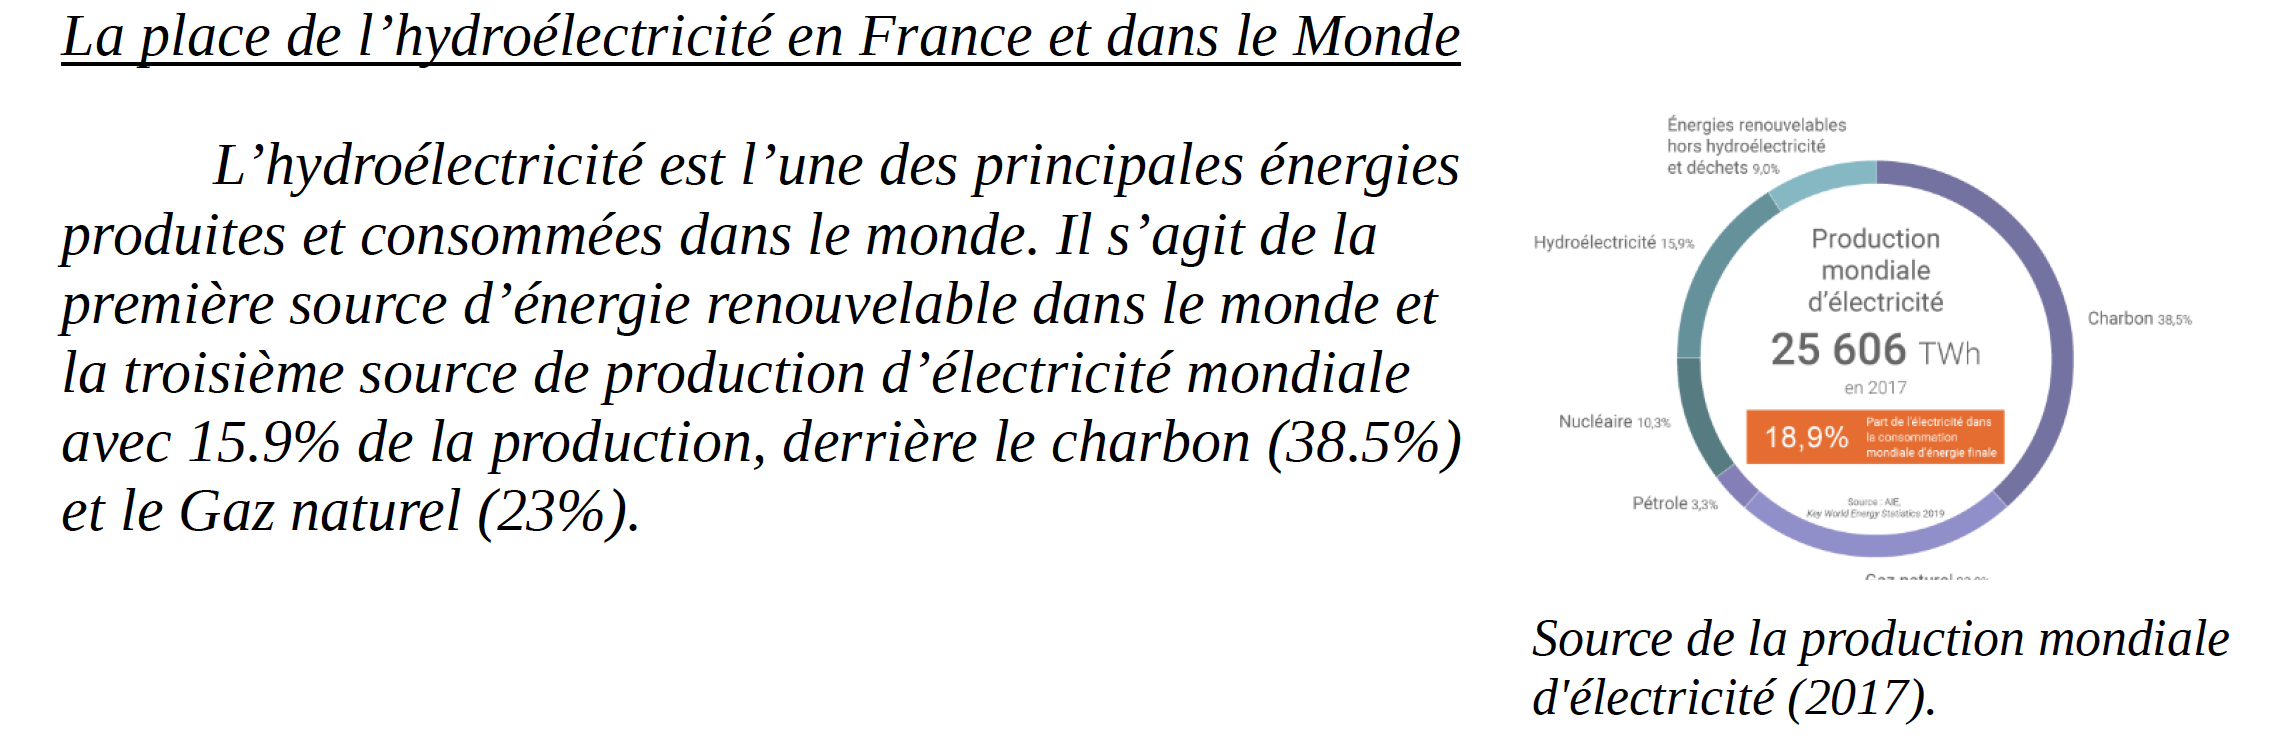 La place de l’hydroélectricité en France et dans le Monde
L’hydroélectricité est l’une des principales énergies
produites et consommées dans le monde. Il s’agit de la
première source d’énergie renouvelable dans le monde et
la troisième source de production d’électricité mondiale
avec 15.9% de la production, derrière le charbon (38.5%)
et le Gaz naturel (23%).
Énergies renouvelables
hors hydroélectricité
et déchets 9,0%
Hydroélectricité 15,9%
Nucléaire 10,3%
Pétrole 3,3%
Charbon 38,5%
Production
mondiale
d'électricité
25 606 TWh
en 2017
18,9%
Part de l'électricité dans
la consommation
mondiale d'énergie finale
Source : AIE,
Key World Energy Statistics 2019
Gaz naturel
Source de la production mondiale
d'électricité (2017).